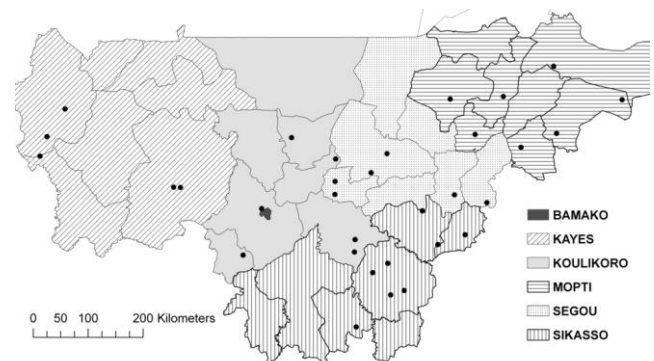 BAMAKO
KAYES
KOULIKORO
MOPTI
SEGOU
SIKASSO
0 50 100 200 Kilometers